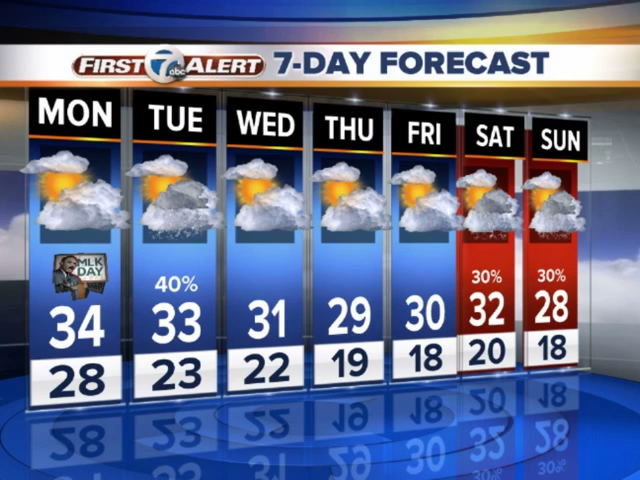 FIRST 7 abc ALERT 7-DAY FORECAST
MON TUE WED THU FRI SAT SUN
MLK
DAY
40% 30% 30%
34 33 31 29 30 32 28
28 23 22 19 18 20 18